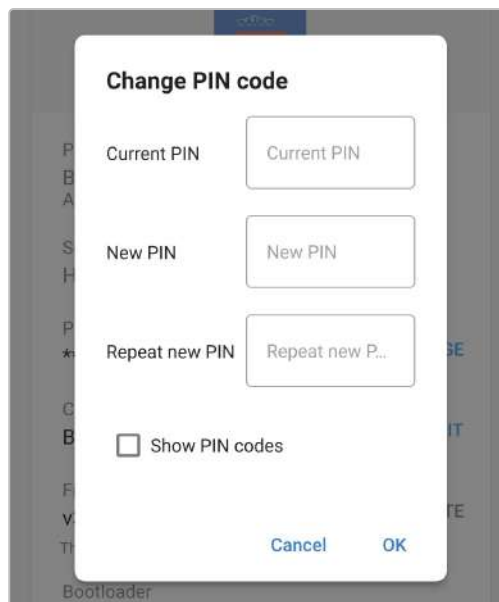 Change PIN code
Current PIN
Current PIN
New PIN
New PIN
Repeat new PIN
Repeat new P...
Show PIN codes
Cancel
OK
Bootloader